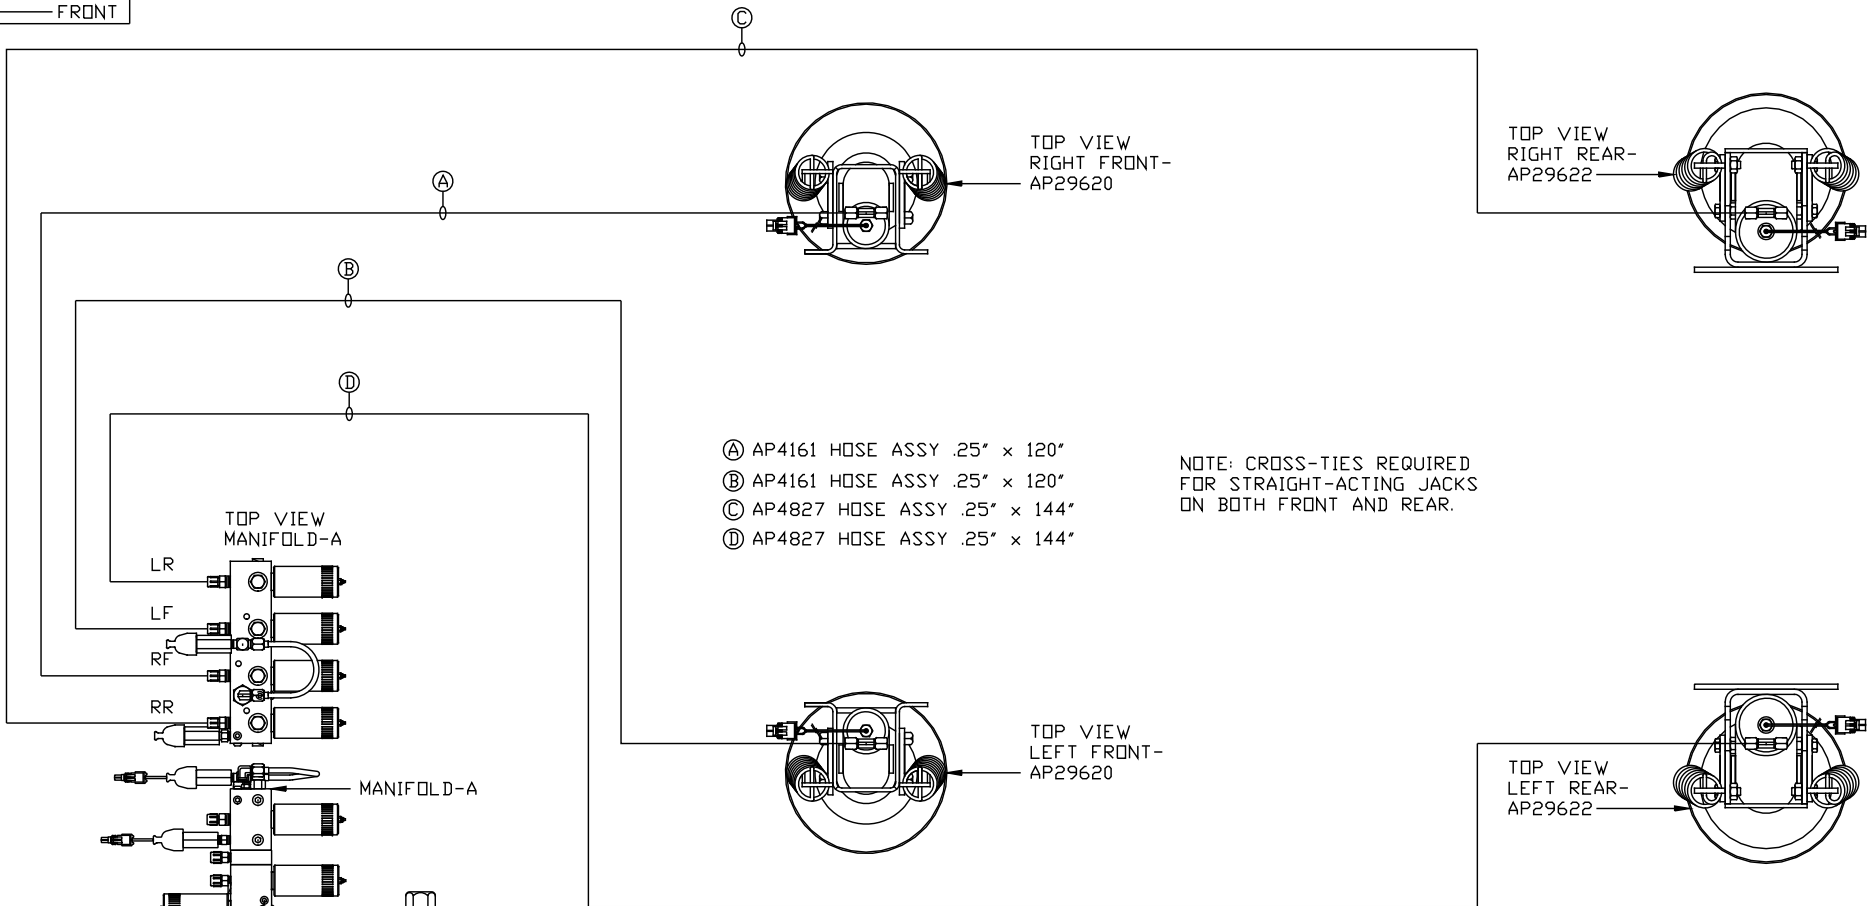 FRONT
C
TOP VIEW
RIGHT FRONT-
AP29620
TOP VIEW
RIGHT REAR-
AP29622
A
B
D
A AP4161 HOSE ASSY .25" x 120"
B AP4161 HOSE ASSY .25" x 120"
C AP4827 HOSE ASSY .25" x 144"
D AP4827 HOSE ASSY .25" x 144"
NOTE: CROSS-TIES REQUIRED
FOR STRAIGHT-ACTING JACKS
ON BOTH FRONT AND REAR.
TOP VIEW
MANIFOLD-A
LR
LF
RF
RR
MANIFOLD-A
TOP VIEW
LEFT FRONT-
AP29620
TOP VIEW
LEFT REAR-
AP29622